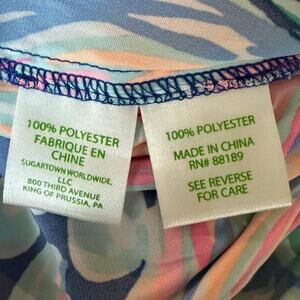 100% POLYESTER
FABRIQUE EN
CHINE
SUGARTOWN WORLDWIDE,
LLC
800 THIRD AVENUE
KING OF PRUSSIA, PA
100% POLYESTER
MADE IN CHINA
RN# 88189
SEE REVERSE
FOR CARE